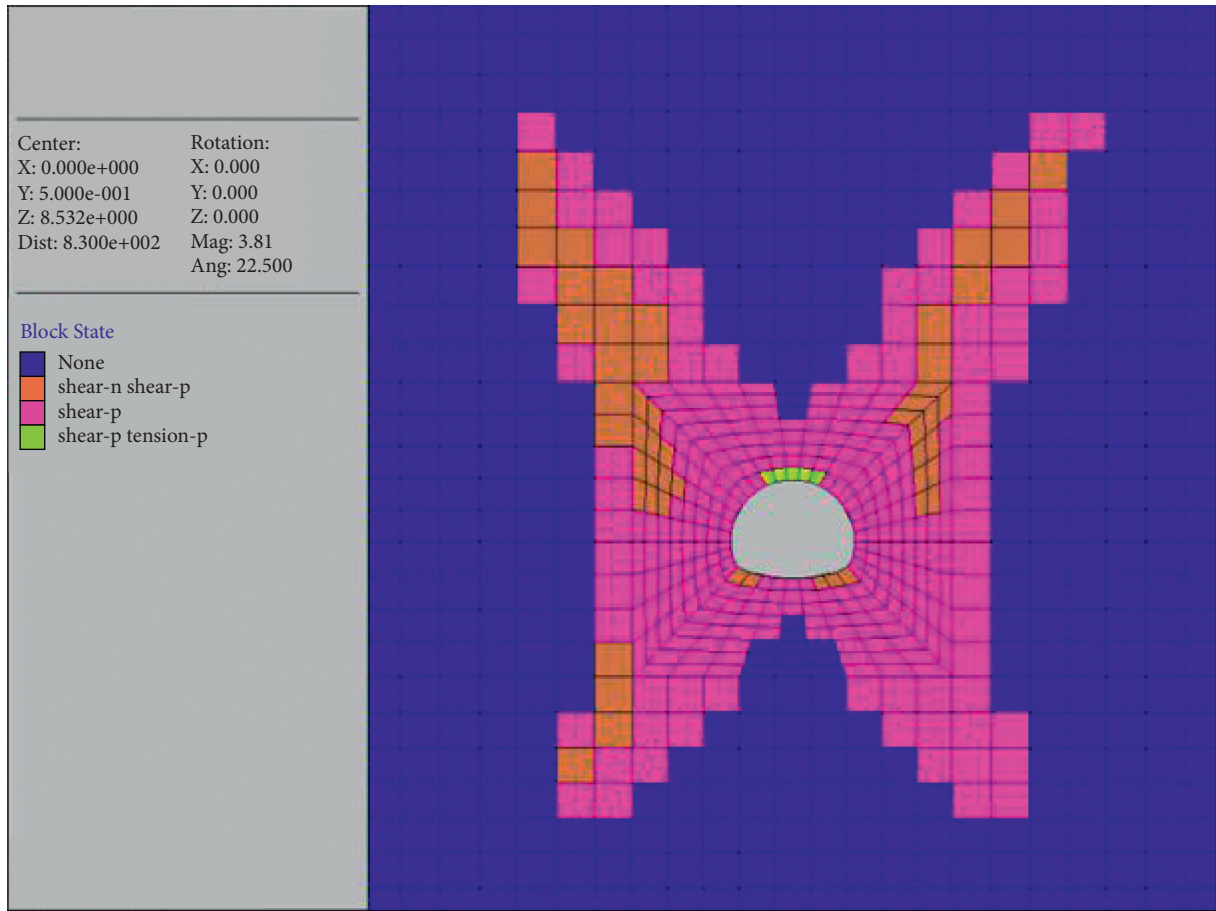 Center:
X: 0.000e+000
Y: 5.000e-001
Z: 8.532e+000
Dist: 8.300e+002
Rotation:
X: 0.000
Y: 0.000
Z: 0.000
Mag: 3.81
Ang: 22.500
Block State
None
shear-n shear-p
shear-p
shear-p tension-p